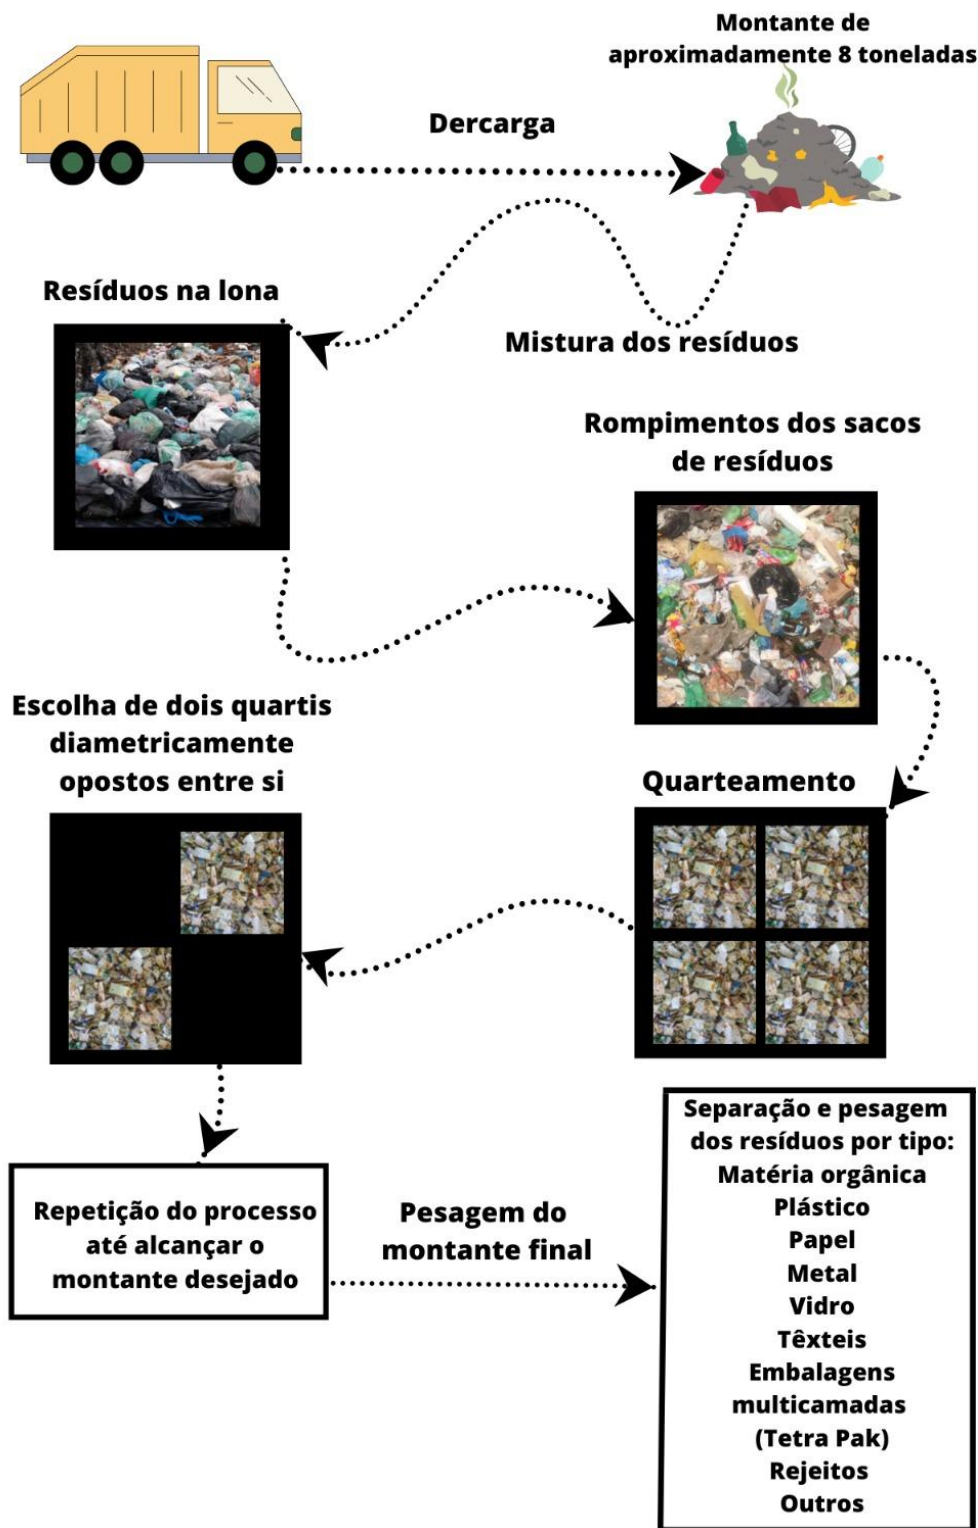 Montante de
aproximadamente 8 toneladas
Dercarga
Resíduos na lona
Mistura dos resíduos
Rompimentos dos sacos
de resíduos
Escolha de dois quartis
diametricamente
opostos entre si
Quarteamento
Repetição do processo
até alcançar o
montante desejado
Pesagem do
montante final
Separação e pesagem
dos resíduos por tipo:
Matéria orgânica
Plástico
Papel
Metal
Vidro
Têxteis
Embalagens
multicamadas
(Tetra Pak)
Rejeitos
Outros